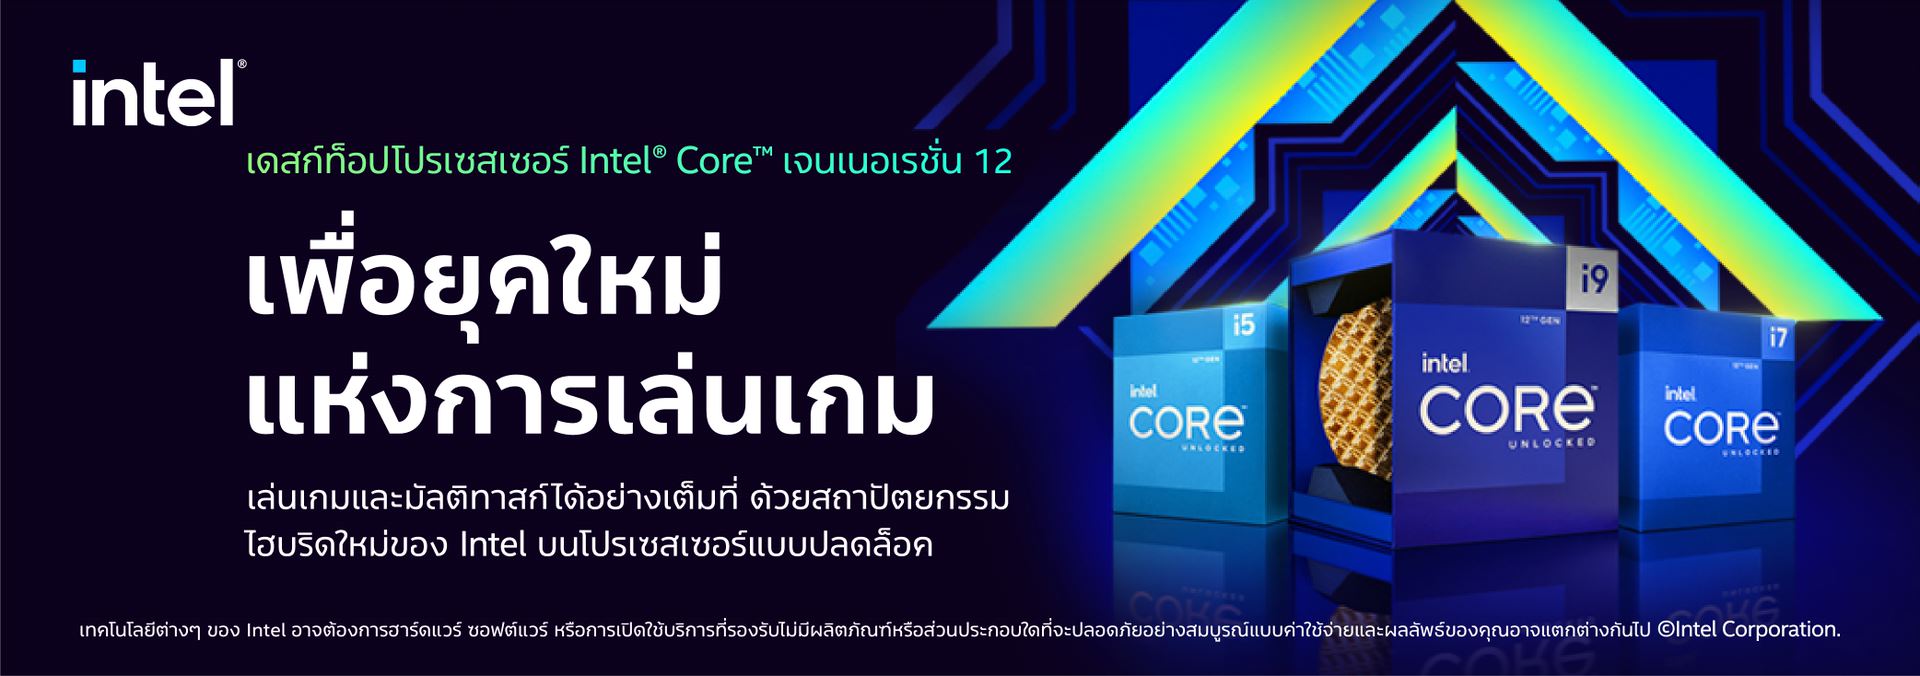 intel®
เดสก์ท็อปโปรเซสเซอร์ Intel® Core™ เจนเนอเรชั่น 12
เพื่อยุคใหม่
แห่งการเล่นเกม
เล่นเกมและมัลติทาสก์ได้อย่างเต็มที่ ด้วยสถาปัตยกรรม
ไฮบริดใหม่ของ Intel บนโปรเซสเซอร์แบบปลดล็อค
i5
12TH GEN
intel.
CORE™
UNLOCKED
i9
12TH GEN
intel.
CORE™
UNLOCKED
i7
12TH GEN
intel.
CORE™
UNLOCKED
เทคโนโลยีต่างๆ ของ Intel อาจต้องการฮาร์ดแวร์ ซอฟต์แวร์ หรือการเปิดใช้บริการที่รองรับไม่มีผลิตภัณฑ์หรือส่วนประกอบใดที่จะปลอดภัยอย่างสมบูรณ์แบบค่าใช้จ่ายและผลลัพธ์ของคุณอาจแตกต่างกันไป ©Intel Corporation.